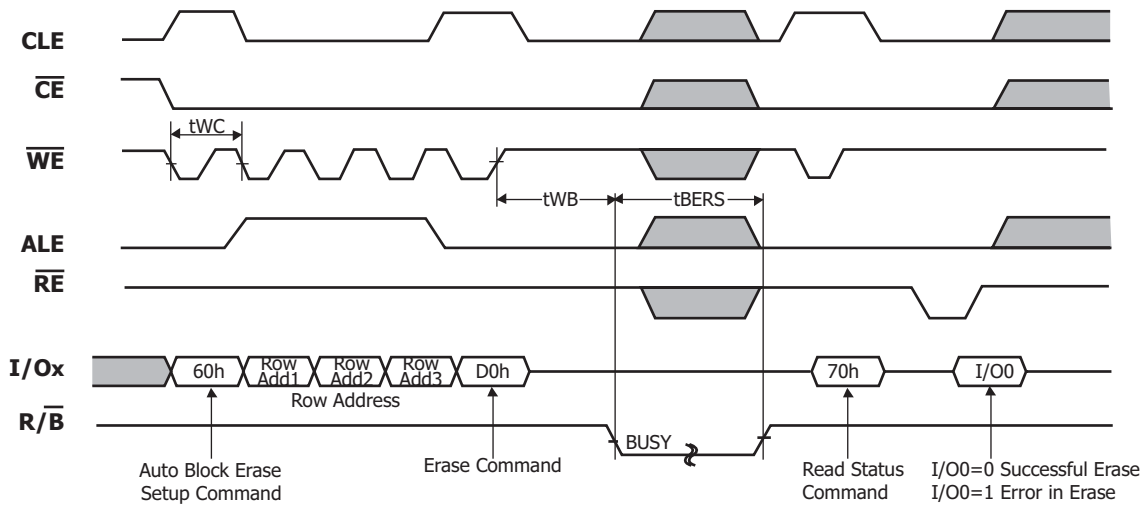 CLE
CE
tWC
WE
tWB
tBERS
ALE
RE
I/Ox
60h
Row Add1
Row Add2
Row Add3
D0h
70h
I/O0
Row Address
R/B
BUSY
Auto Block Erase
Setup Command
Erase Command
Read Status
Command
I/O0=0 Successful Erase
I/O0=1 Error in Erase